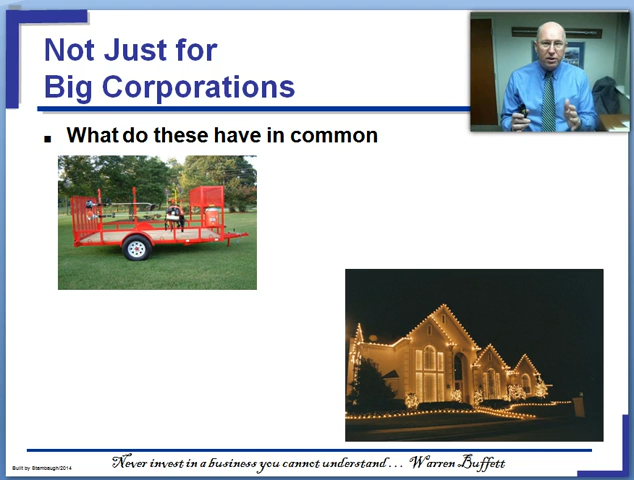 Not Just for
Big Corporations
What do these have in common
Built by Stambaugh/2014
Never invest in a business you cannot understand . . . Warren Buffett